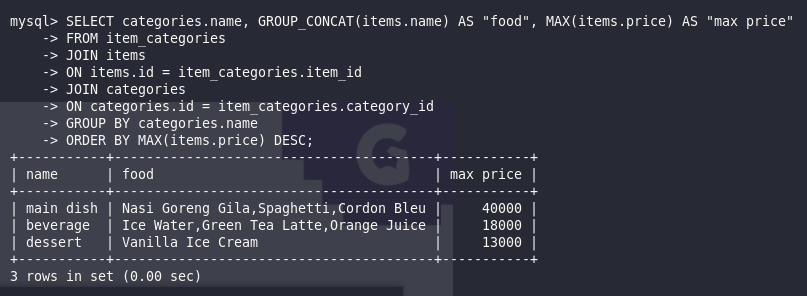 mysql> SELECT categories.name, GROUP_CONCAT(items.name) AS "food", MAX(items.price) AS "max price"
    -> FROM item_categories
    -> JOIN items
    -> ON items.id = item_categories.item_id
    -> JOIN categories
    -> ON categories.id = item_categories.category_id
    -> GROUP BY categories.name
    -> ORDER BY MAX(items.price) DESC;
+-----------+----------------------------------------+-----------+
| name      | food                                   | max price |
+-----------+----------------------------------------+-----------+
| main dish | Nasi Goreng Gila,Spaghetti,Cordon Bleu |     40000 |
| beverage  | Ice Water,Green Tea Latte,Orange Juice |     18000 |
| dessert   | Vanilla Ice Cream                      |     13000 |
+-----------+----------------------------------------+-----------+
3 rows in set (0.00 sec)